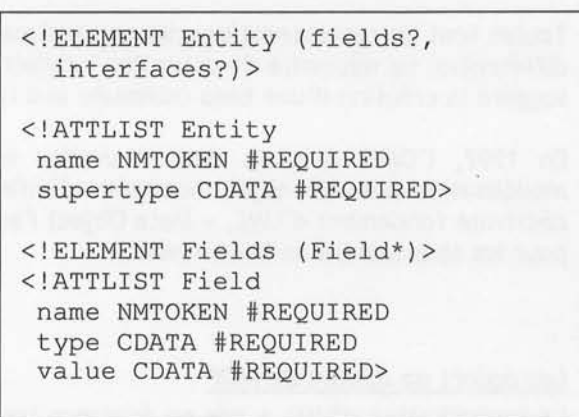 <!ELEMENT Entity (fields?,
interfaces?)>
<!ATTLIST Entity
name NMTOKEN #REQUIRED
supertype CDATA #REQUIRED>
<!ELEMENT Fields (Field*)>
<!ATTLIST Field
name NMTOKEN #REQUIRED
type CDATA #REQUIRED
value CDATA #REQUIRED>